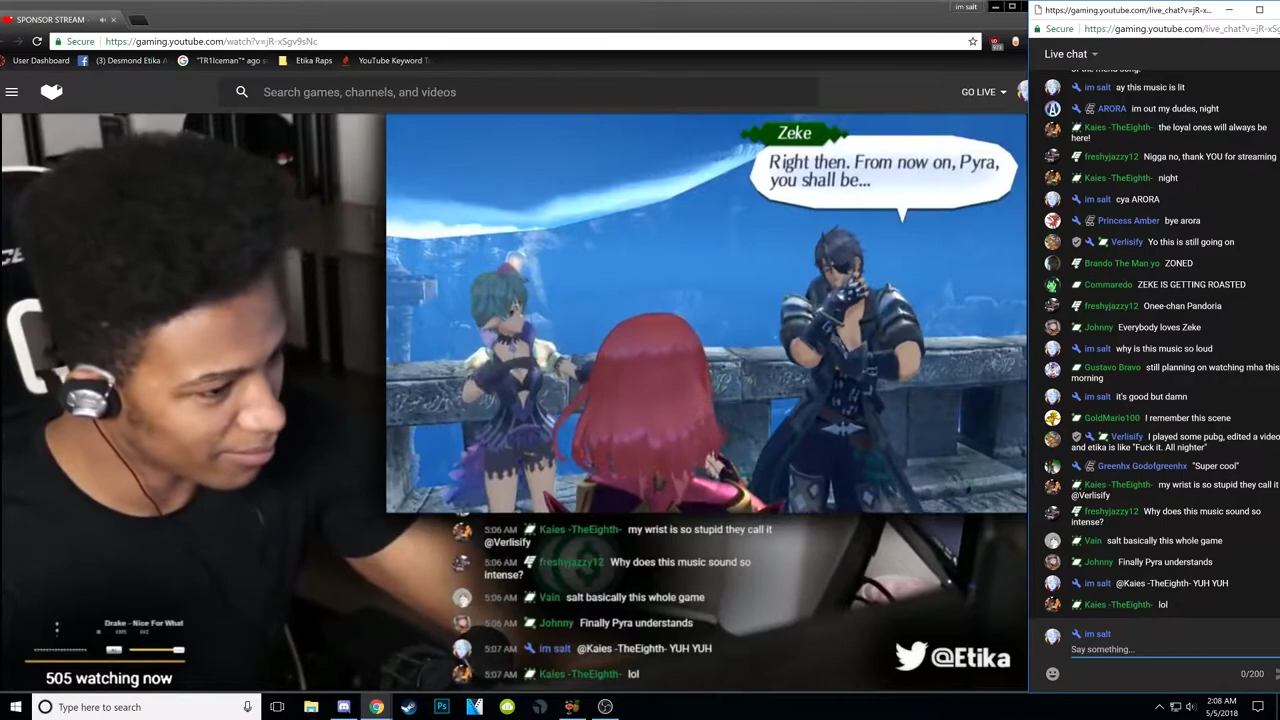 SPONSOR STREAM
im salt
https://gaming.youtube.com/live_chat?v=jR-x...
Secure https://gaming.youtube.com/watch?v=jR-xSgv9sNc
Secure https://gaming.youtube.com/live_chat?v=jR-xSg
User Dashboard (3) Desmond Etika A "TR1Iceman"* ago s Etika Raps YouTube Keyword To
Search games, channels, and videos
GO LIVE
Live chat
Zeke
Right then. From now on, Pyra,
you shall be...
im salt ay this music is lit
ARORA im out my dudes, night
Kaies -TheEighth- the loyal ones will always be
here!
freshyjazzy12 Nigga no, thank YOU for streaming
Kaies -TheEighth- night
im salt cya ARORA
Princess Amber bye arora
Verlisify Yo this is still going on
Brando The Man yo ZONED
Commaredo ZEKE IS GETTING ROASTED
freshyjazzy12 Onee-chan Pandoria
Johnny Everybody loves Zeke
im salt why is this music so loud
Gustavo Bravo still planning on watching mha this
morning
im salt it's good but damn
GoldMario100 I remember this scene
Verlisify I played some pubg, edited a video
and etika is like "Fuck it. All nighter"
Greenhx Godofgreenhx "Super cool"
Kaies -TheEighth- my wrist is so stupid they call it
@Verlisify
freshyjazzy12 Why does this music sound so
intense?
Vain salt basically this whole game
Johnny Finally Pyra understands
im salt @Kaies -TheEighth- YUH YUH
Kaies -TheEighth- lol
im salt
Say something...
0/200
5:06 AM Kaies -TheEighth- my wrist is so stupid they call it
@Verlisify
5:06 AM freshyjazzy12 Why does this music sound so
intense?
5:06 AM Vain salt basically this whole game
5:06 AM Johnny Finally Pyra understands
5:07 AM im salt @Kaies -TheEighth- YUH YUH
5:07 AM Kaies -TheEighth- lol
Drake - Nice For What
505 watching now
@Etika
Type here to search
2:08 AM
5/5/2018